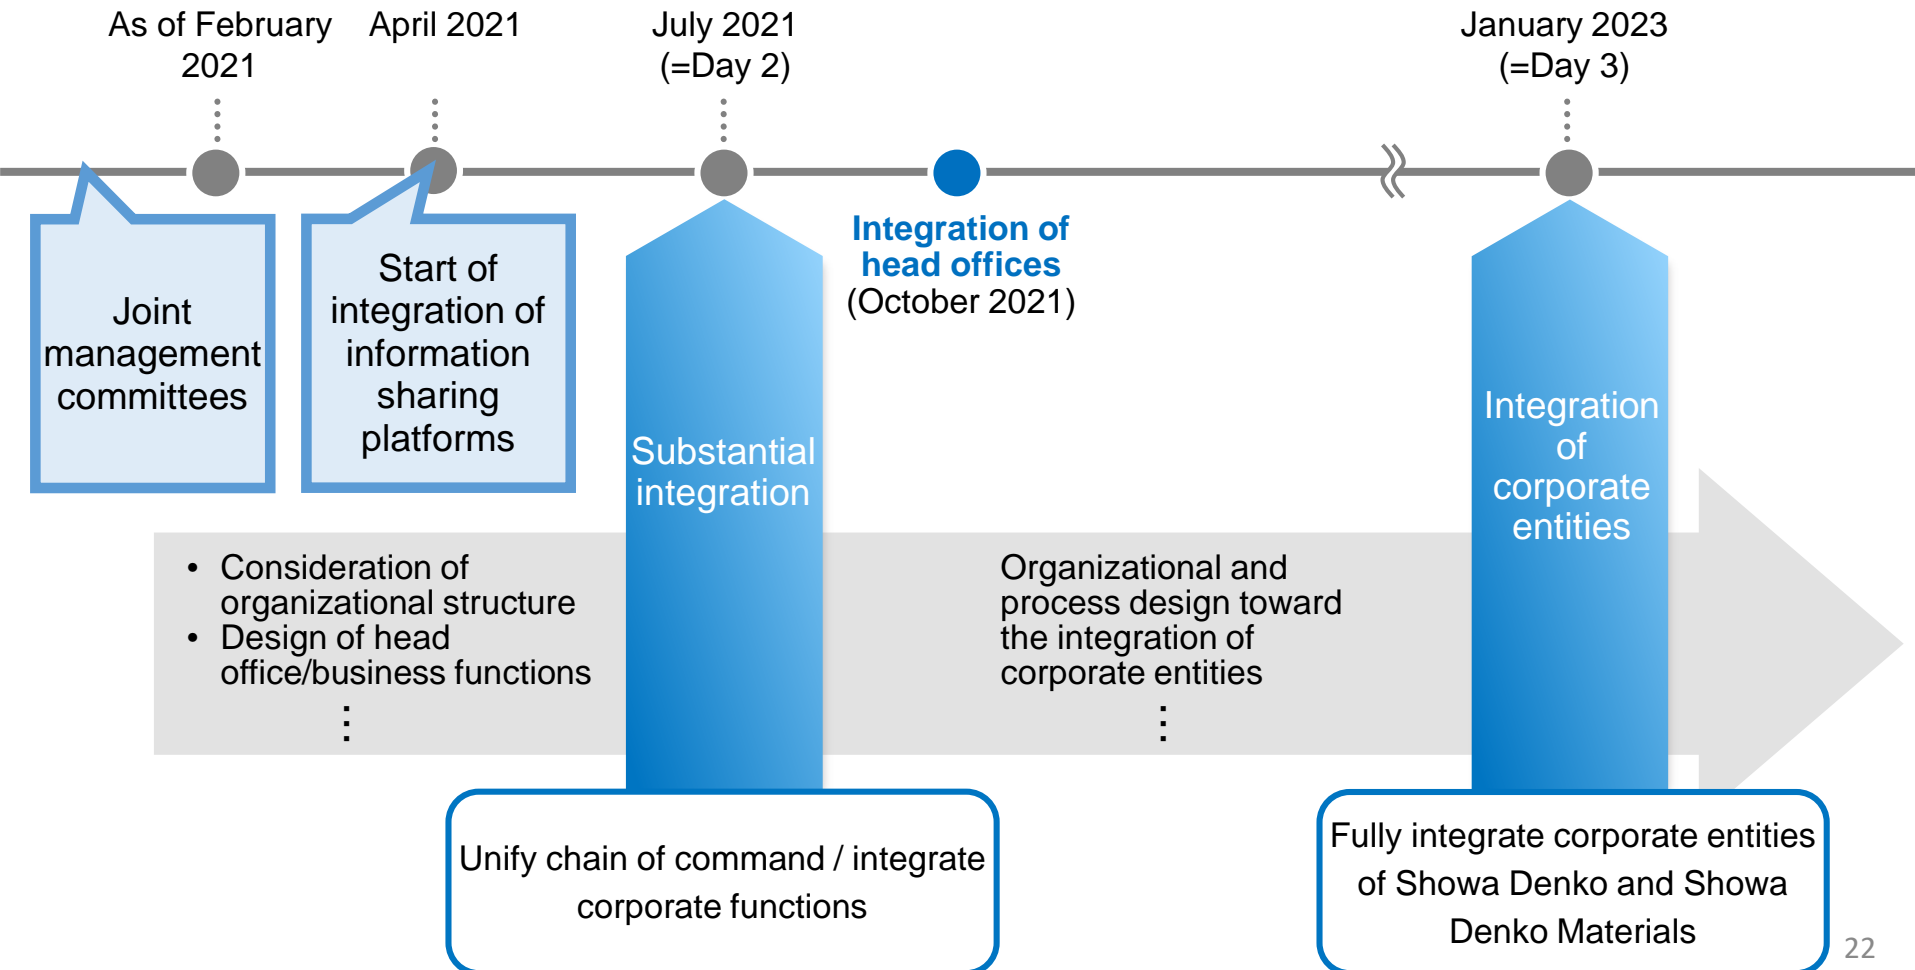 As of February
2021
April 2021
July 2021
(=Day 2)
January 2023
(=Day 3)
Joint
management
committees
Start of
integration of
information
sharing
platforms
Integration of
head offices
(October 2021)
Substantial
integration
Integration
of
corporate
entities
• Consideration of
organizational structure
• Design of head
office/business functions
⋮
Organizational and
process design toward
the integration of
corporate entities
⋮
Unify chain of command / integrate
corporate functions
Fully integrate corporate entities
of Showa Denko and Showa
Denko Materials
22